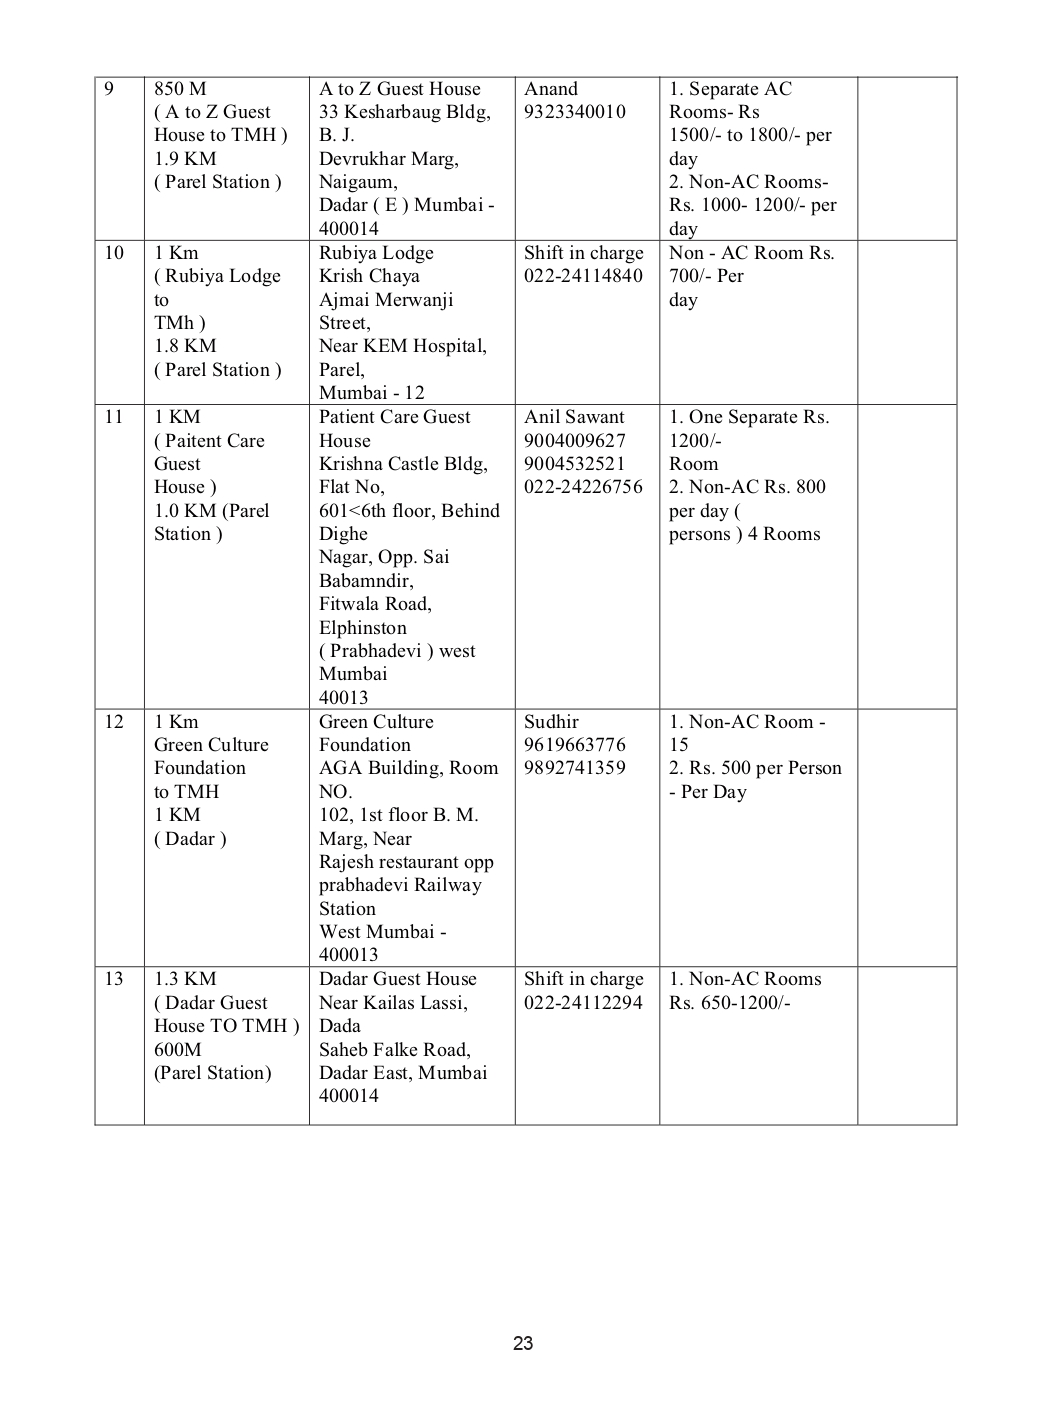 9
850 M
( A to Z Guest
House to TMH )
1.9 KM
( Parel Station )
A to Z Guest House
33 Kesharbaug Bldg,
B. J.
Devrukhar Marg,
Naigaum,
Dadar ( E ) Mumbai -
400014
Anand
9323340010
1. Separate AC
Rooms- Rs
1500/- to 1800/- per
day
2. Non-AC Rooms-
Rs. 1000- 1200/- per
day
10
1 Km
( Rubiya Lodge
to
TMh )
1.8 KM
( Parel Station )
Rubiya Lodge
Krish Chaya
Ajmai Merwanji
Street,
Near KEM Hospital,
Parel,
Mumbai - 12
Shift in charge
022-24114840
Non - AC Room Rs.
700/- Per
day
11
1 KM
( Paitent Care
Guest
House )
1.0 KM (Parel
Station )
Patient Care Guest
House
Krishna Castle Bldg,
Flat No,
601<6th floor, Behind
Dighe
Nagar, Opp. Sai
Babamndir,
Fitwala Road,
Elphinston
( Prabhadevi ) west
Mumbai
40013
Anil Sawant
9004009627
9004532521
022-24226756
1. One Separate Rs.
1200/-
Room
2. Non-AC Rs. 800
per day (
persons ) 4 Rooms
12
1 Km
Green Culture
Foundation
to TMH
1 KM
( Dadar )
Green Culture
Foundation
AGA Building, Room
NO.
102, 1st floor B. M.
Marg, Near
Rajesh restaurant opp
prabhadevi Railway
Station
West Mumbai -
400013
Sudhir
9619663776
9892741359
1. Non-AC Room -
15
2. Rs. 500 per Person
- Per Day
13
1.3 KM
( Dadar Guest
House TO TMH )
600M
(Parel Station)
Dadar Guest House
Near Kailas Lassi,
Dada
Saheb Falke Road,
Dadar East, Mumbai
400014
Shift in charge
022-24112294
1. Non-AC Rooms
Rs. 650-1200/-
23